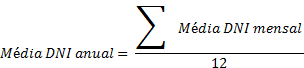 Média DNI anual = ∑ Média DNI mensal / 12